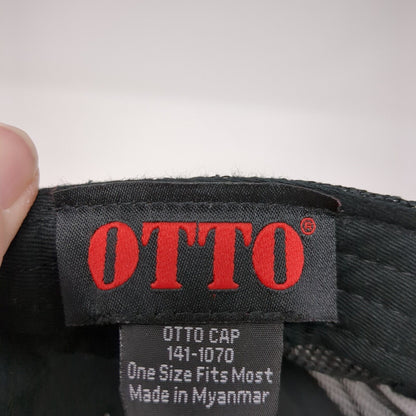 OTTO®
OTTO CAP
141-1070
One Size Fits Most
Made in Myanmar